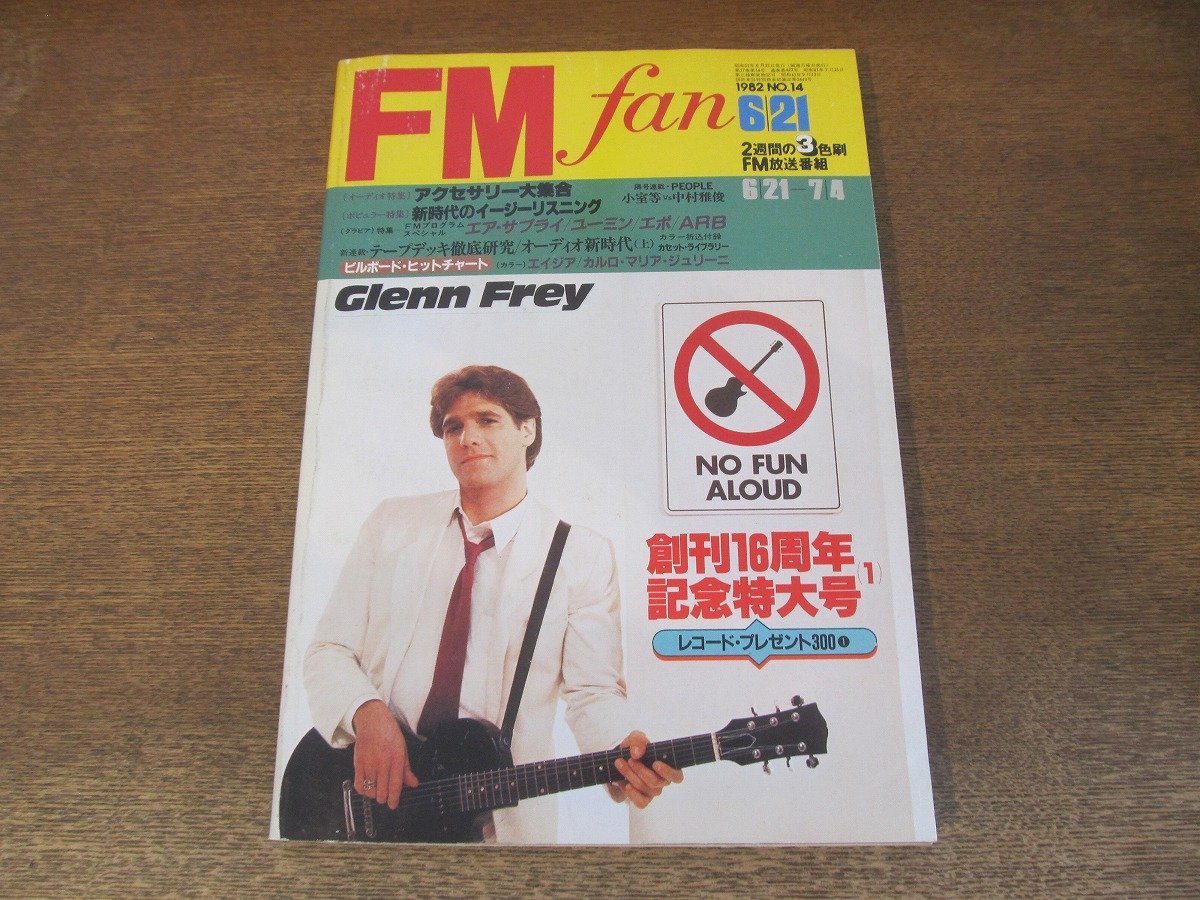 FM fan
1982 NO.14
6/21
2週間の3色刷
FM放送番組
6/21—7/4
〈オーディオ特集〉アクセサリー大集合
隔号連載・PEOPLE
小室等vs中村雅俊
〈ポピュラー特集〉新時代のイージーリスニング
〈グラビア〉特集 FMプログラムスペシャル エア・サプライ/ユーミン/エポ/ARB
新連載・テープデッキ徹底研究/オーディオ新時代(上)
カラー折込付録
カセット・ライブラリー
ビルボード・ヒットチャート
〈カラー〉エイジア/カルロ・マリア・ジュリーニ
Glenn Frey
NO FUN
ALOUD
創刊16周年
記念特大号(1)
レコード・プレゼント300❶